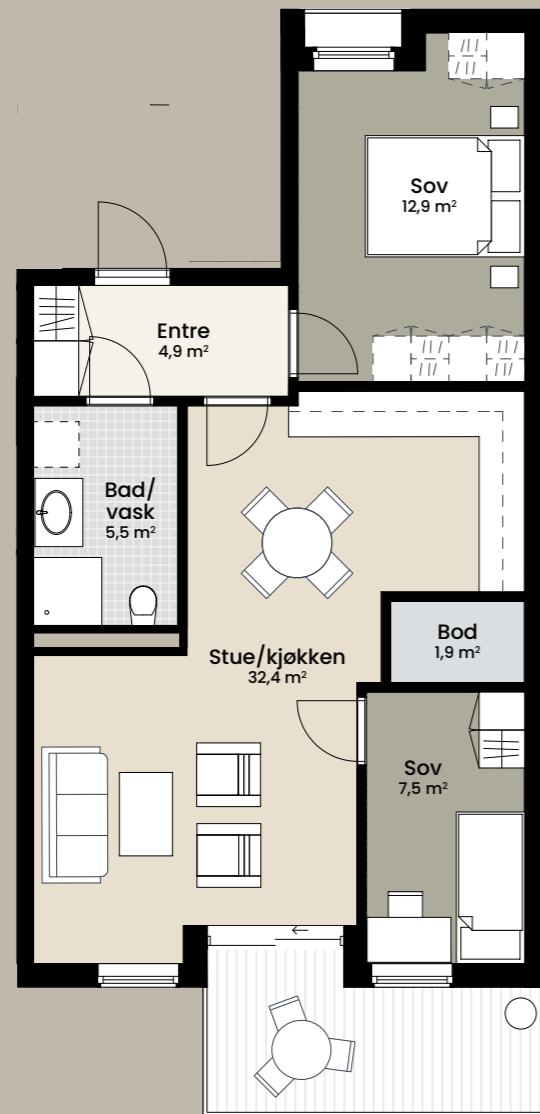 Sov
12,9 m²
Entre
4,9 m²
Bad/
vask
5,5 m²
Stue/kjøkken
32,4 m²
Bod
1,9 m²
Sov
7,5 m²